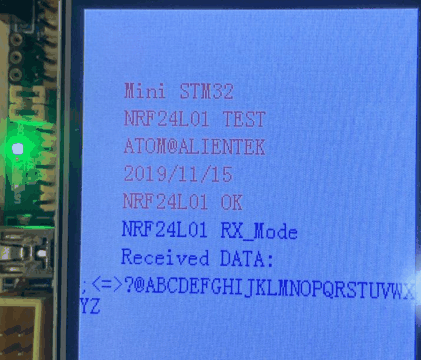 Mini STM32
NRF24L01 TEST
ATOM@ALIENTEK
2019/11/15
NRF24L01 OK
NRF24L01 RX_Mode
Received DATA:
;<=>?@ABCDEFGHIJKLMNOPQRSTUVWX
YZ